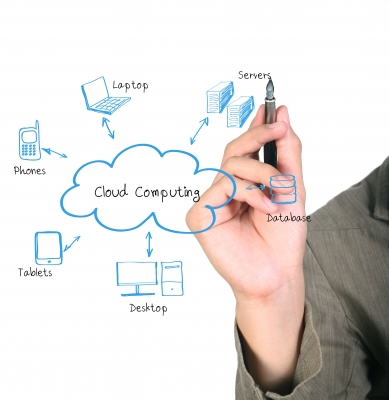 Laptop
Servers
Phones
Cloud Computing
Database
Tablets
Desktop